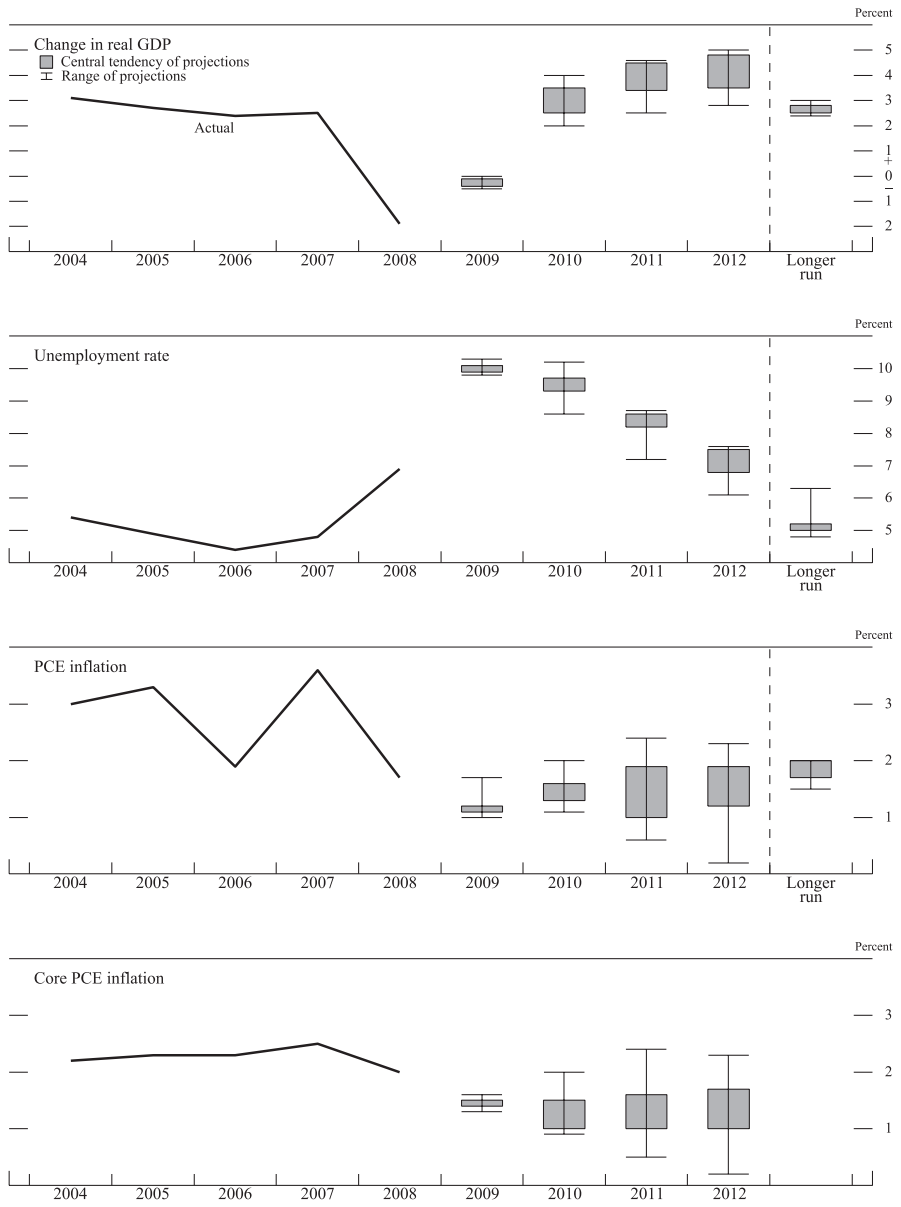 Percent
Change in real GDP
Central tendency of projections
Range of projections
Actual
5
4
3
2
1
+
0
−
1
2
2004 2005 2006 2007 2008 2009 2010 2011 2012 Longer
run
Percent
Unemployment rate
10
9
8
7
6
5
2004 2005 2006 2007 2008 2009 2010 2011 2012 Longer
run
Percent
PCE inflation
3
2
1
2004 2005 2006 2007 2008 2009 2010 2011 2012 Longer
run
Percent
Core PCE inflation
3
2
1
2004 2005 2006 2007 2008 2009 2010 2011 2012